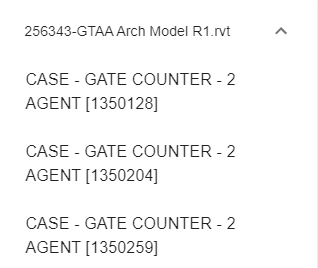 256343-GTAA Arch Model R1.rvt
CASE - GATE COUNTER - 2
AGENT [1350128]
CASE - GATE COUNTER - 2
AGENT [1350204]
CASE - GATE COUNTER - 2
AGENT [1350259]